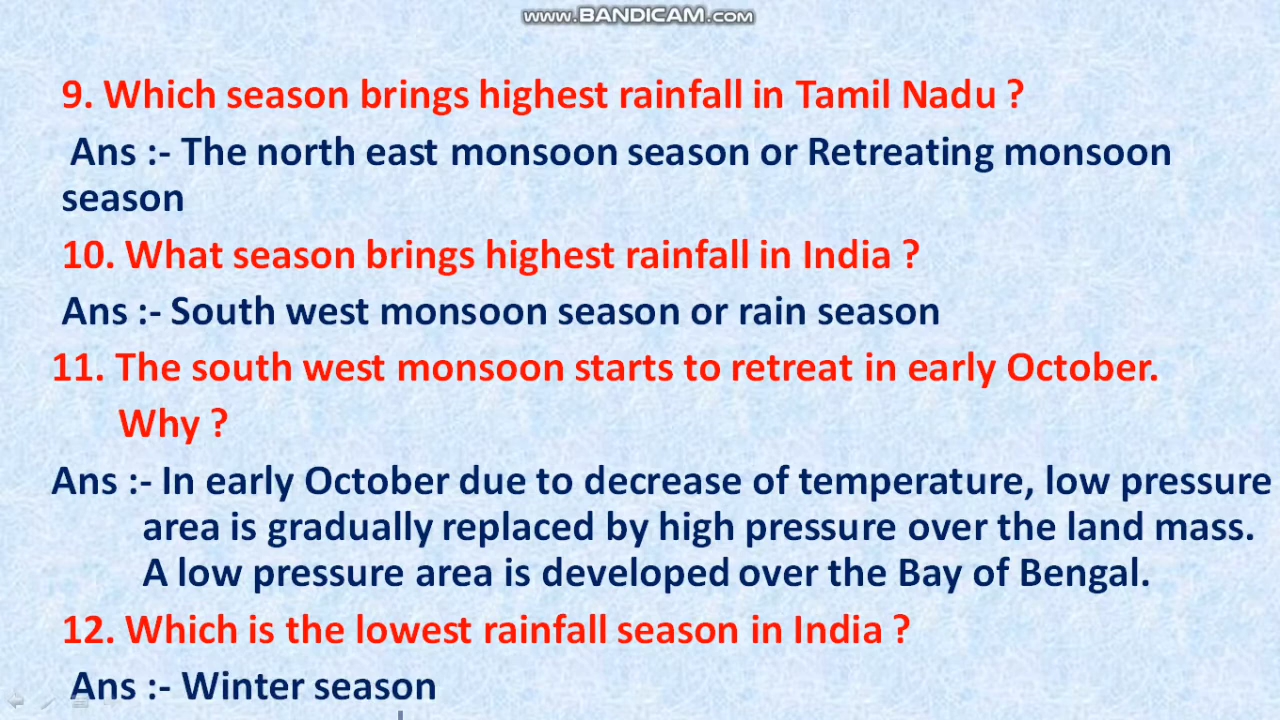 www.BANDICAM.com
9. Which season brings highest rainfall in Tamil Nadu ?
Ans :- The north east monsoon season or Retreating monsoon
season
10. What season brings highest rainfall in India ?
Ans :- South west monsoon season or rain season
11. The south west monsoon starts to retreat in early October.
Why ?
Ans :- In early October due to decrease of temperature, low pressure
area is gradually replaced by high pressure over the land mass.
A low pressure area is developed over the Bay of Bengal.
12. Which is the lowest rainfall season in India ?
Ans :- Winter season